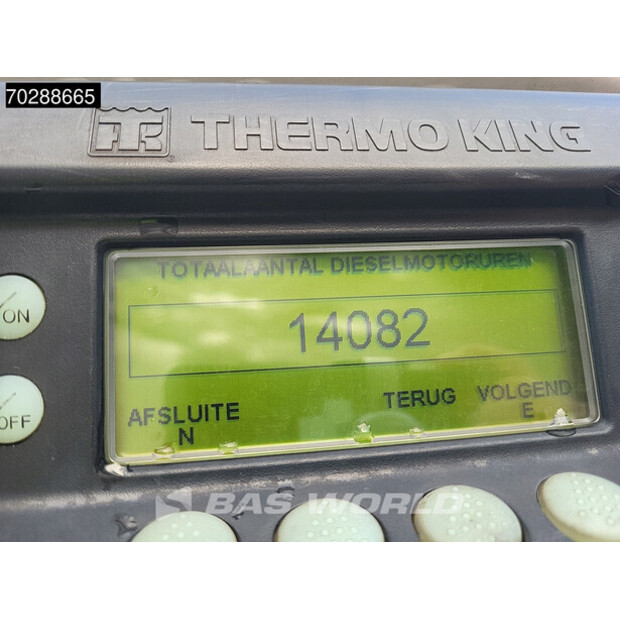 70288665
THERMO KING
TOTAALAANTAL DIESELMOTORUREN
14082
ON
OFF
AFSLUITE
N
TERUG
VOLGEND
E
BAS WORLD